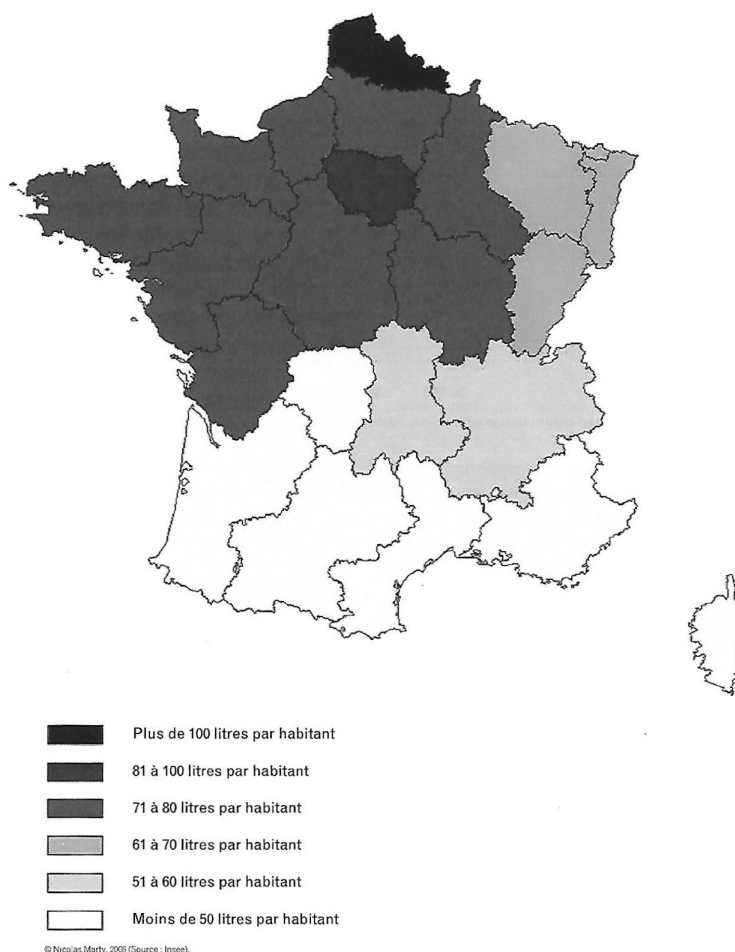 Plus de 100 litres par habitant
81 à 100 litres par habitant
71 à 80 litres par habitant
61 à 70 litres par habitant
51 à 60 litres par habitant
Moins de 50 litres par habitant
© Nicolas Marty, 2005 (Source : Insee).